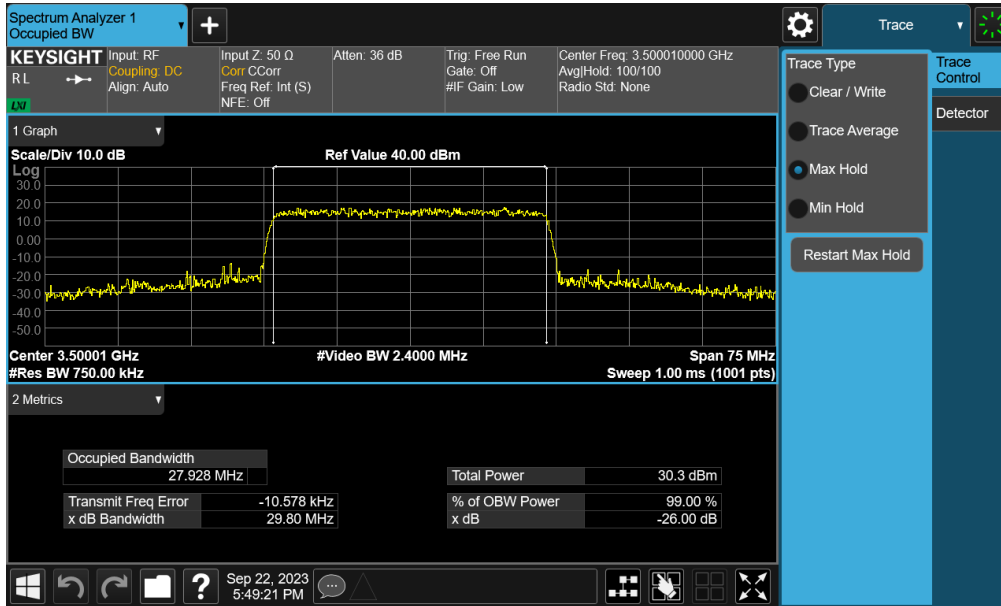 Spectrum Analyzer 1
Occupied BW
+
Trace
KEYSIGHT
R L
LXI
Input: RF
Coupling: DC
Align: Auto
Input Z: 50 Ω
Corr CCorr
Freq Ref: Int (S)
NFE: Off
Atten: 36 dB
Trig: Free Run
Gate: Off
#IF Gain: Low
Center Freq: 3.500010000 GHz
Avg|Hold: 100/100
Radio Std: None
1 Graph
Scale/Div 10.0 dB
Ref Value 40.00 dBm
Log
30.0
20.0
10.0
0.00
-10.0
-20.0
-30.0
-40.0
-50.0
Center 3.50001 GHz
#Video BW 2.4000 MHz
Span 75 MHz
#Res BW 750.00 kHz
Sweep 1.00 ms (1001 pts)
2 Metrics
Occupied Bandwidth
27.928 MHz
Total Power 30.3 dBm
Transmit Freq Error -10.578 kHz
% of OBW Power 99.00 %
x dB Bandwidth 29.80 MHz
x dB -26.00 dB
Trace Type
Clear / Write
Trace Average
Max Hold
Min Hold
Restart Max Hold
Trace
Control
Detector
?
Sep 22, 2023
5:49:21 PM